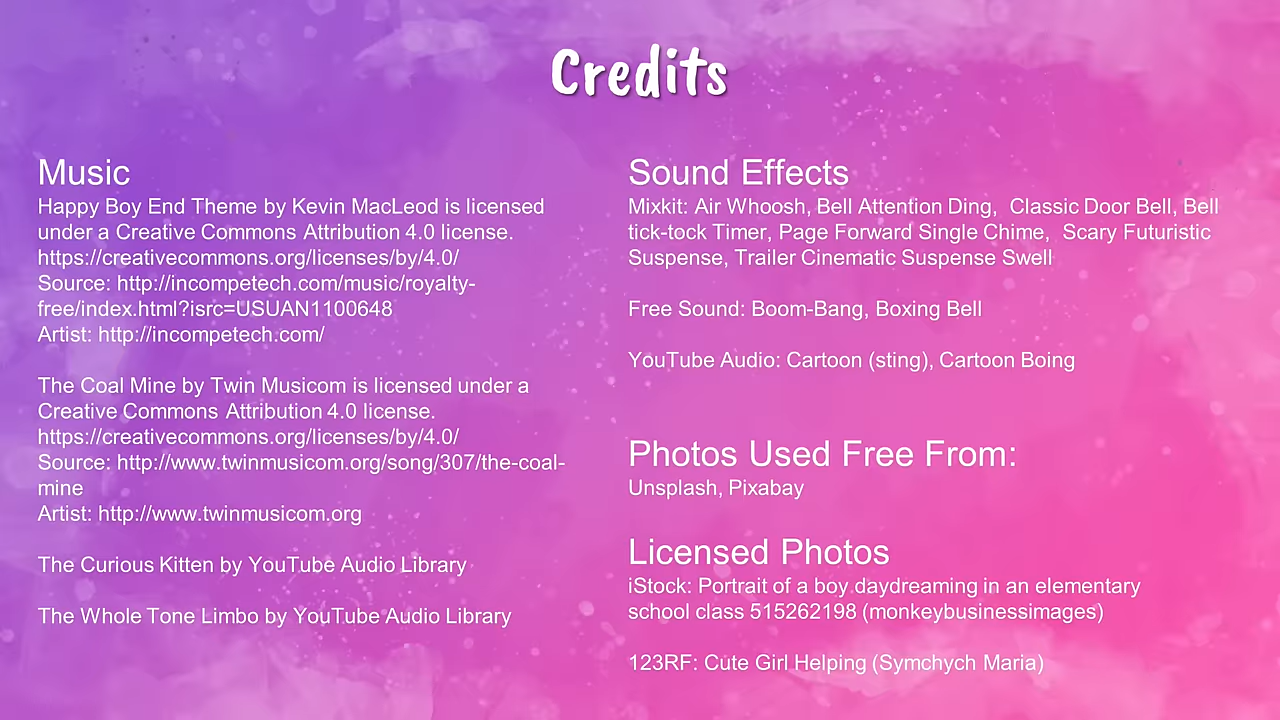 Credits
Music
Happy Boy End Theme by Kevin MacLeod is licensed
under a Creative Commons Attribution 4.0 license.
https://creativecommons.org/licenses/by/4.0/
Source: http://incompetech.com/music/royalty-
free/index.html?isrc=USUAN1100648
Artist: http://incompetech.com/
The Coal Mine by Twin Musicom is licensed under a
Creative Commons Attribution 4.0 license.
https://creativecommons.org/licenses/by/4.0/
Source: http://www.twinmusicom.org/song/307/the-coal-
mine
Artist: http://www.twinmusicom.org
The Curious Kitten by YouTube Audio Library
The Whole Tone Limbo by YouTube Audio Library
Sound Effects
Mixkit: Air Whoosh, Bell Attention Ding,  Classic Door Bell, Bell
tick-tock Timer, Page Forward Single Chime,  Scary Futuristic
Suspense, Trailer Cinematic Suspense Swell
Free Sound: Boom-Bang, Boxing Bell
YouTube Audio: Cartoon (sting), Cartoon Boing
Photos Used Free From:
Unsplash, Pixabay
Licensed Photos
iStock: Portrait of a boy daydreaming in an elementary
school class 515262198 (monkeybusinessimages)
123RF: Cute Girl Helping (Symchych Maria)